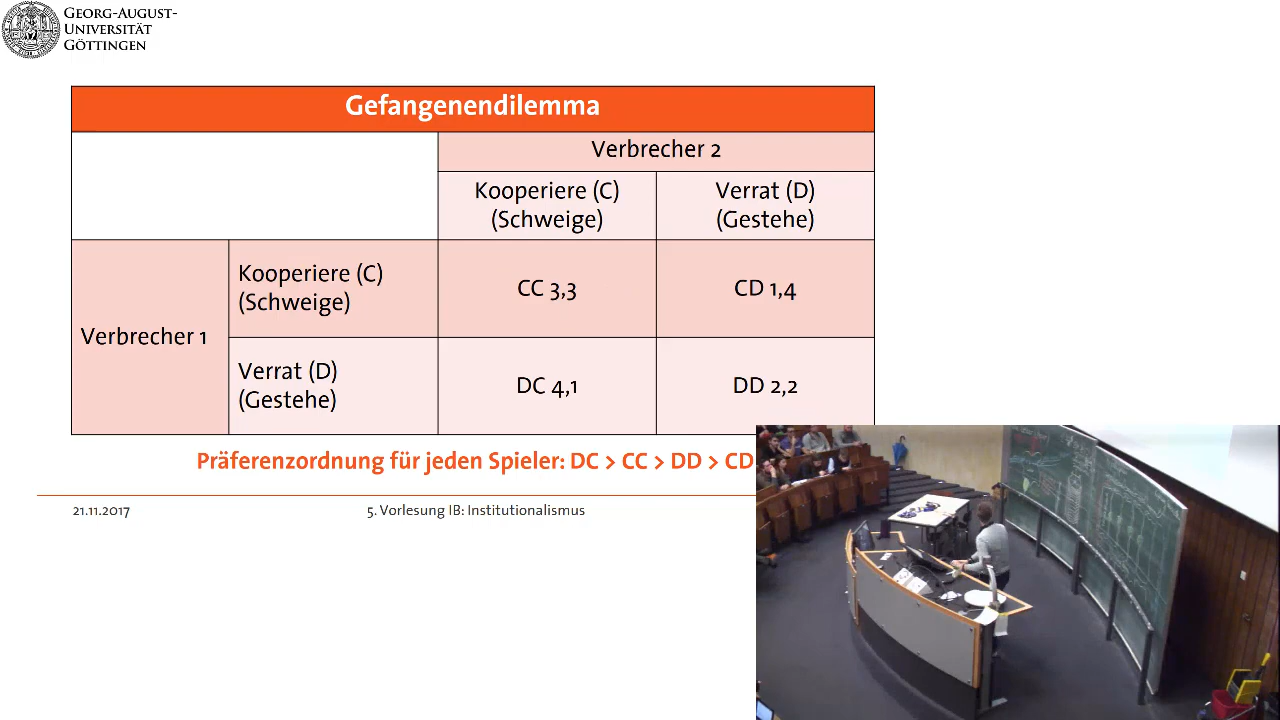 GEORG-AUGUST-
UNIVERSITÄT
GÖTTINGEN
Gefangenendilemma
Verbrecher 2
Kooperiere (C)
(Schweige)
Verrat (D)
(Gestehe)
Verbrecher 1
Kooperiere (C)
(Schweige)
CC 3,3
CD 1,4
Verrat (D)
(Gestehe)
DC 4,1
DD 2,2
Präferenzordnung für jeden Spieler: DC > CC > DD > CD
21.11.2017
5. Vorlesung IB: Institutionalismus